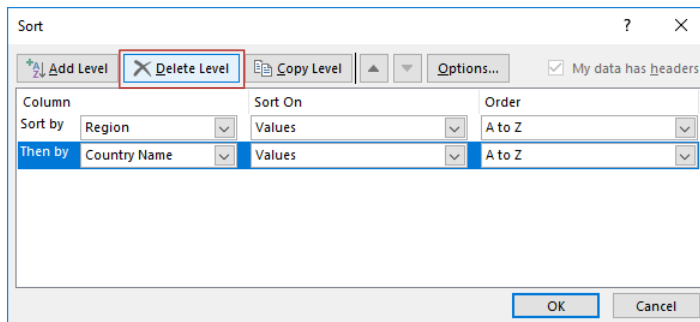 Sort ? ×
Add Level Delete Level Copy Level Options... My data has headers
Column Sort On Order
Sort by Region Values A to Z
Then by Country Name Values A to Z
OK Cancel